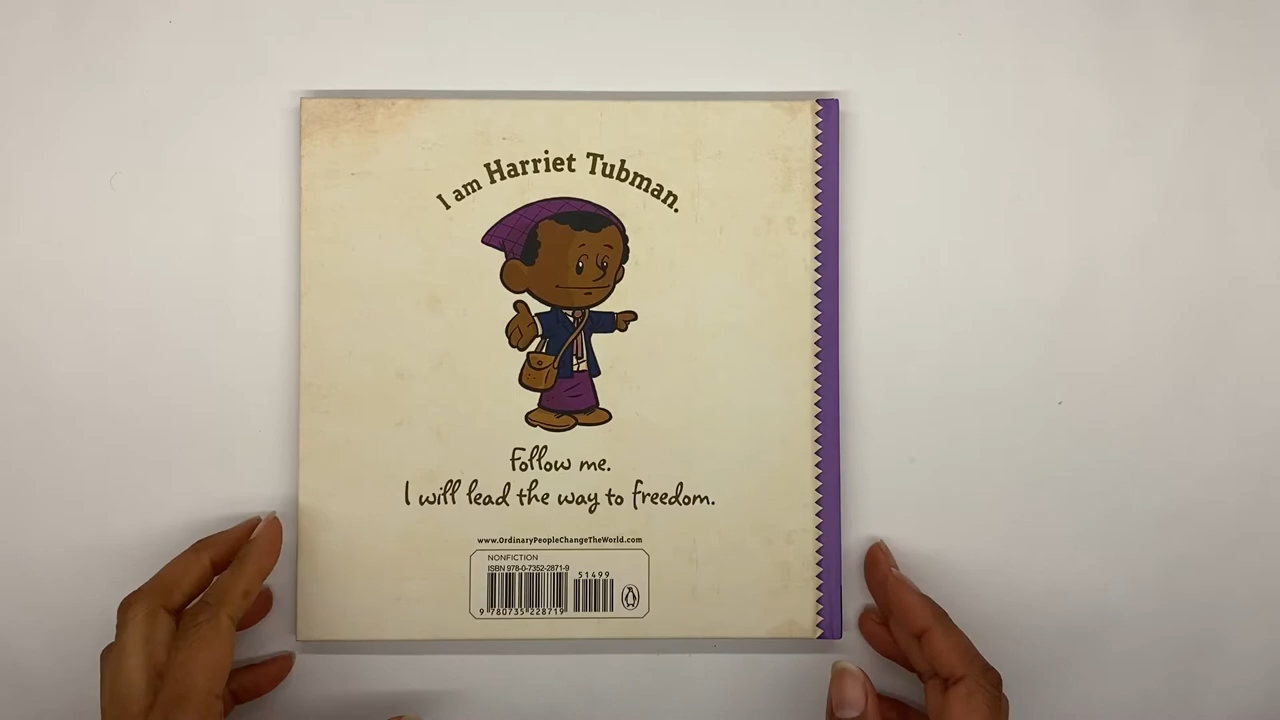 I am Harriet Tubman.
Follow me.
I will lead the way to freedom.
www.OrdinaryPeopleChangeTheWorld.com
NONFICTION
ISBN 978-0-7352-2871-9
51499
9 780735 228719